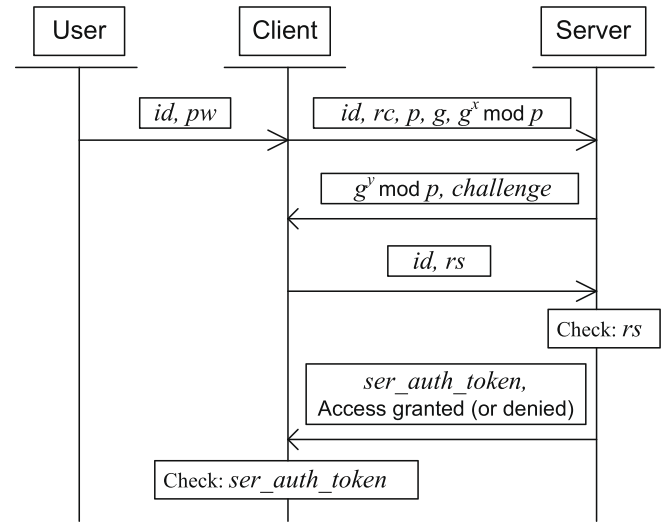 User Client Server
id, pw id, rc, p, g, g^x mod p
g^y mod p, challenge
id, rs
Check: rs
ser_auth_token,
Access granted (or denied)
Check: ser_auth_token